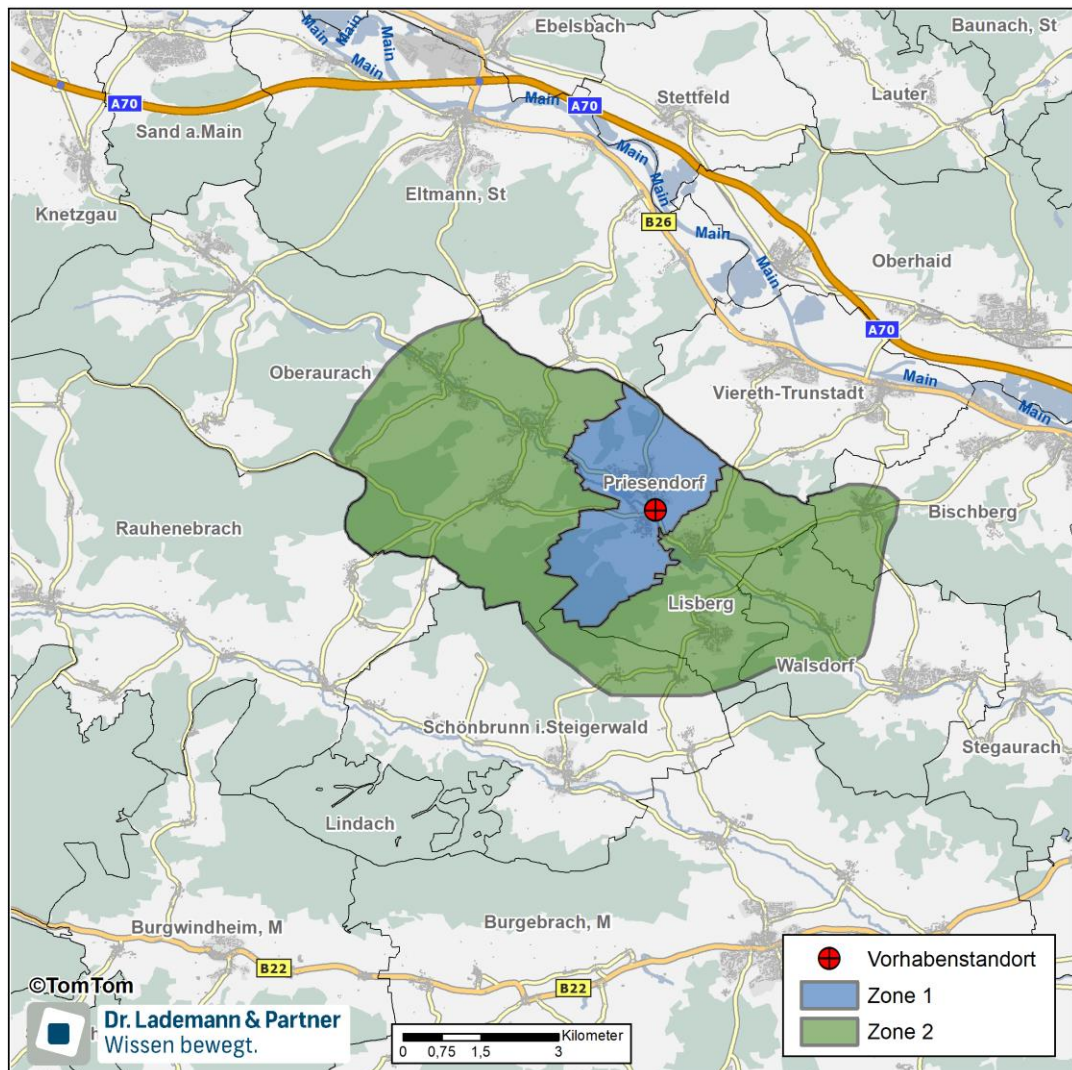 Ebelsbach
Baunach, St
Main
Main
Main
Main
Main
A70
Main
A70
Stettfeld
Lauter
Sand a.Main
Main
Eltmann, St
Main
Knetzgau
B26
Main
Main
Oberhaid
A70
Oberaurach
Main
Viereth-Trunstadt
Main
Priesendorf
Bischberg
Rauhenebrach
Lisberg
Walsdorf
Schönbrunn i.Steigerwald
Stegaurach
Lindach
Burgwindheim, M
Burgebrach, M
B22
B22
©TomTom
Dr. Lademann & Partner
Wissen bewegt.
Kilometer
0 0,75 1,5 3
Vorhabenstandort
Zone 1
Zone 2